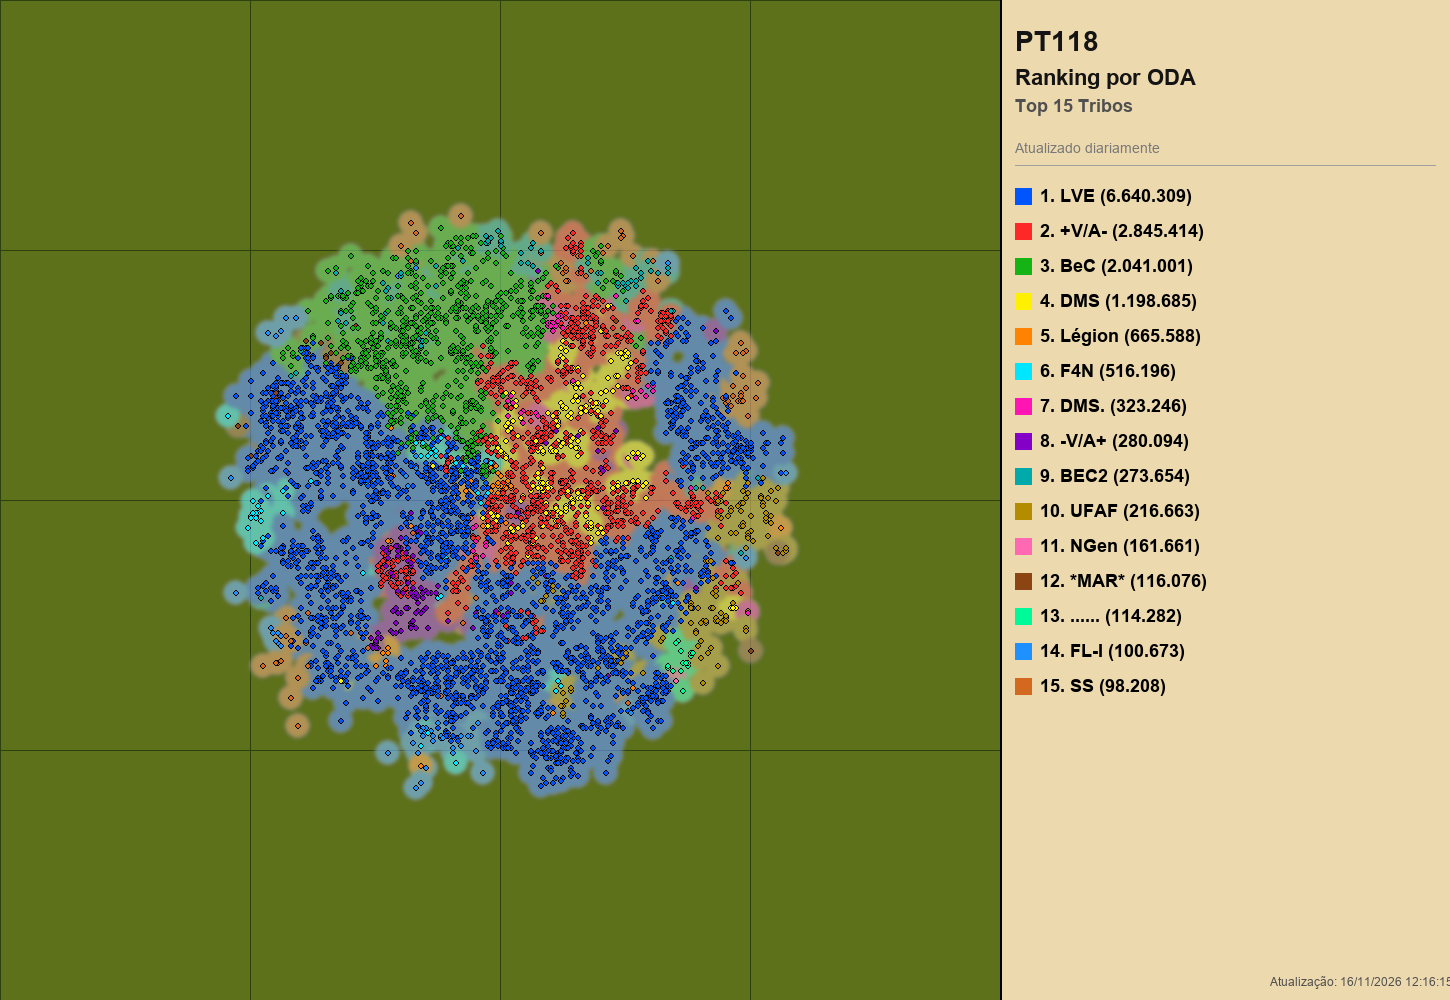 PT118
Ranking por ODA
Top 15 Tribos
Atualizado diariamente
1. LVE (6.640.309)
2. +V/A- (2.845.414)
3. BeC (2.041.001)
4. DMS (1.198.685)
5. Légion (665.588)
6. F4N (516.196)
7. DMS. (323.246)
8. -V/A+ (280.094)
9. BEC2 (273.654)
10. UFAF (216.663)
11. NGen (161.661)
12. *MAR* (116.076)
13. ...... (114.282)
14. FL-I (100.673)
15. SS (98.208)
Atualização: 16/11/2026 12:16:15